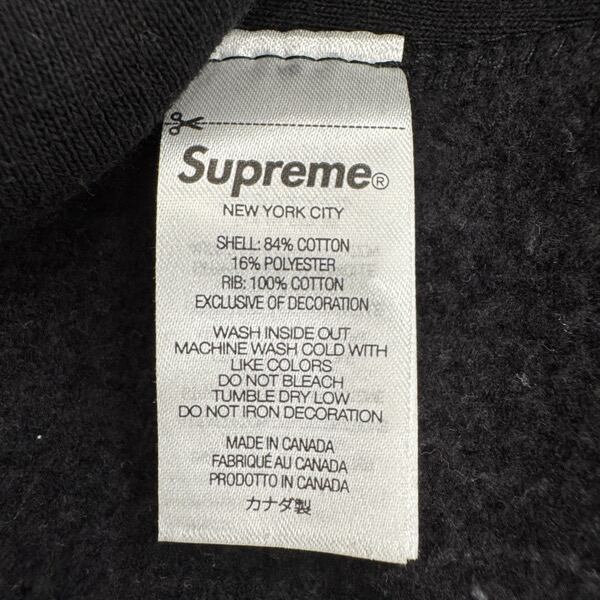 Supreme®
NEW YORK CITY
SHELL: 84% COTTON
16% POLYESTER
RIB: 100% COTTON
EXCLUSIVE OF DECORATION
WASH INSIDE OUT
MACHINE WASH COLD WITH
LIKE COLORS
DO NOT BLEACH
TUMBLE DRY LOW
DO NOT IRON DECORATION
MADE IN CANADA
FABRIQUÉ AU CANADA
PRODOTTO IN CANADA
カナダ製